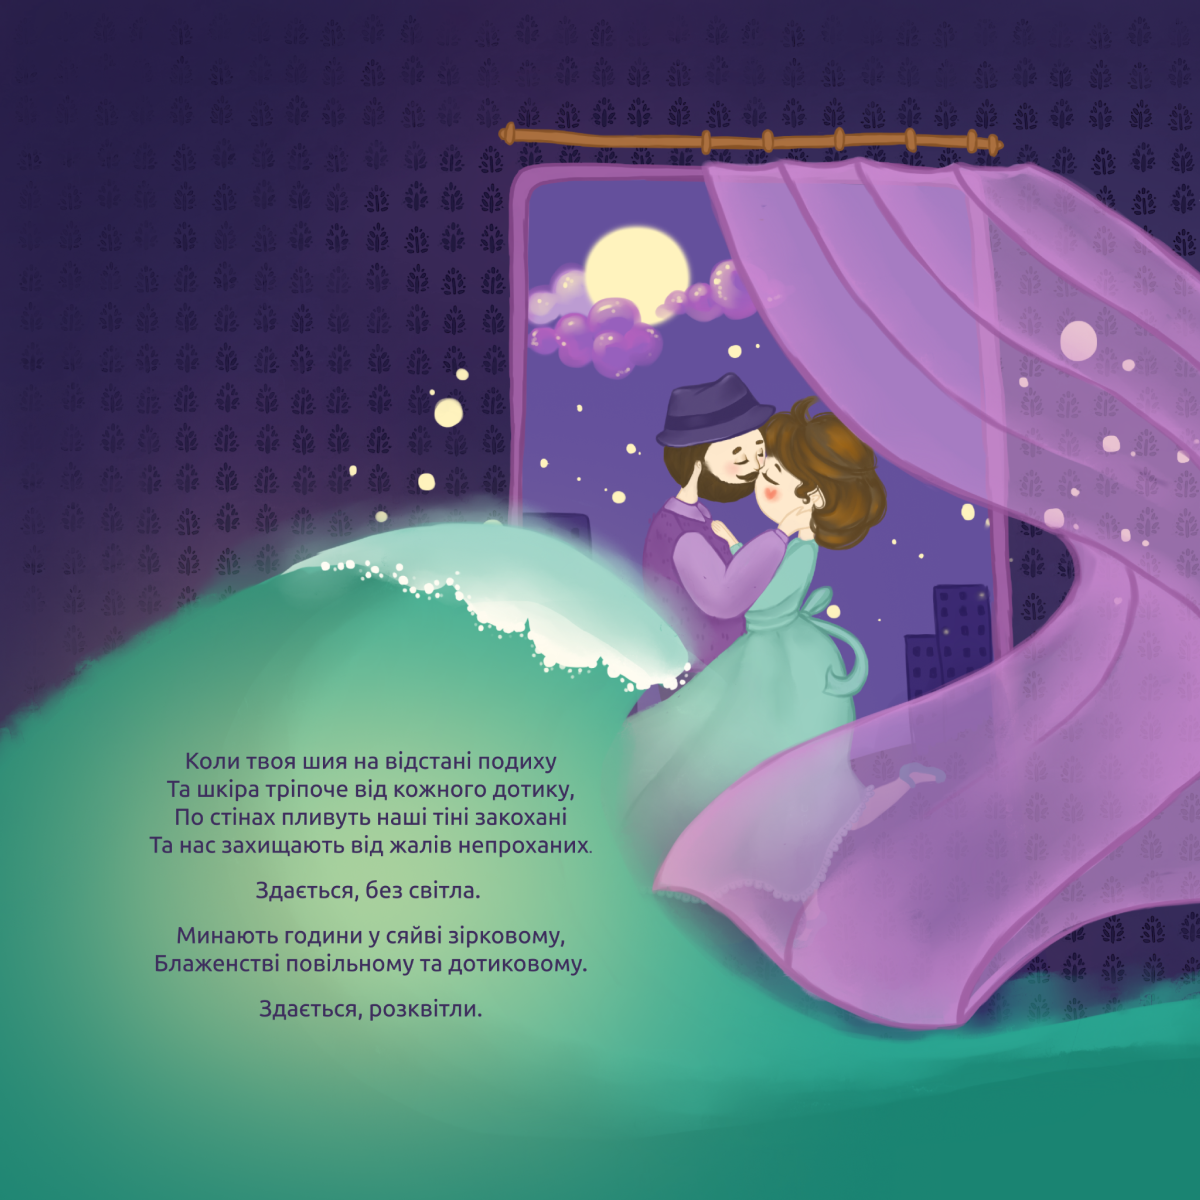 Коли твоя шия на відстані подиху
Та шкіра тріпоче від кожного дотику,
По стінах пливуть наші тіні закохані
Та нас захищають від жалів непроханих.
Здається, без світла.
Минають години у сяйві зірковому,
Блаженстві повільному та дотиковому.
Здається, розквітли.